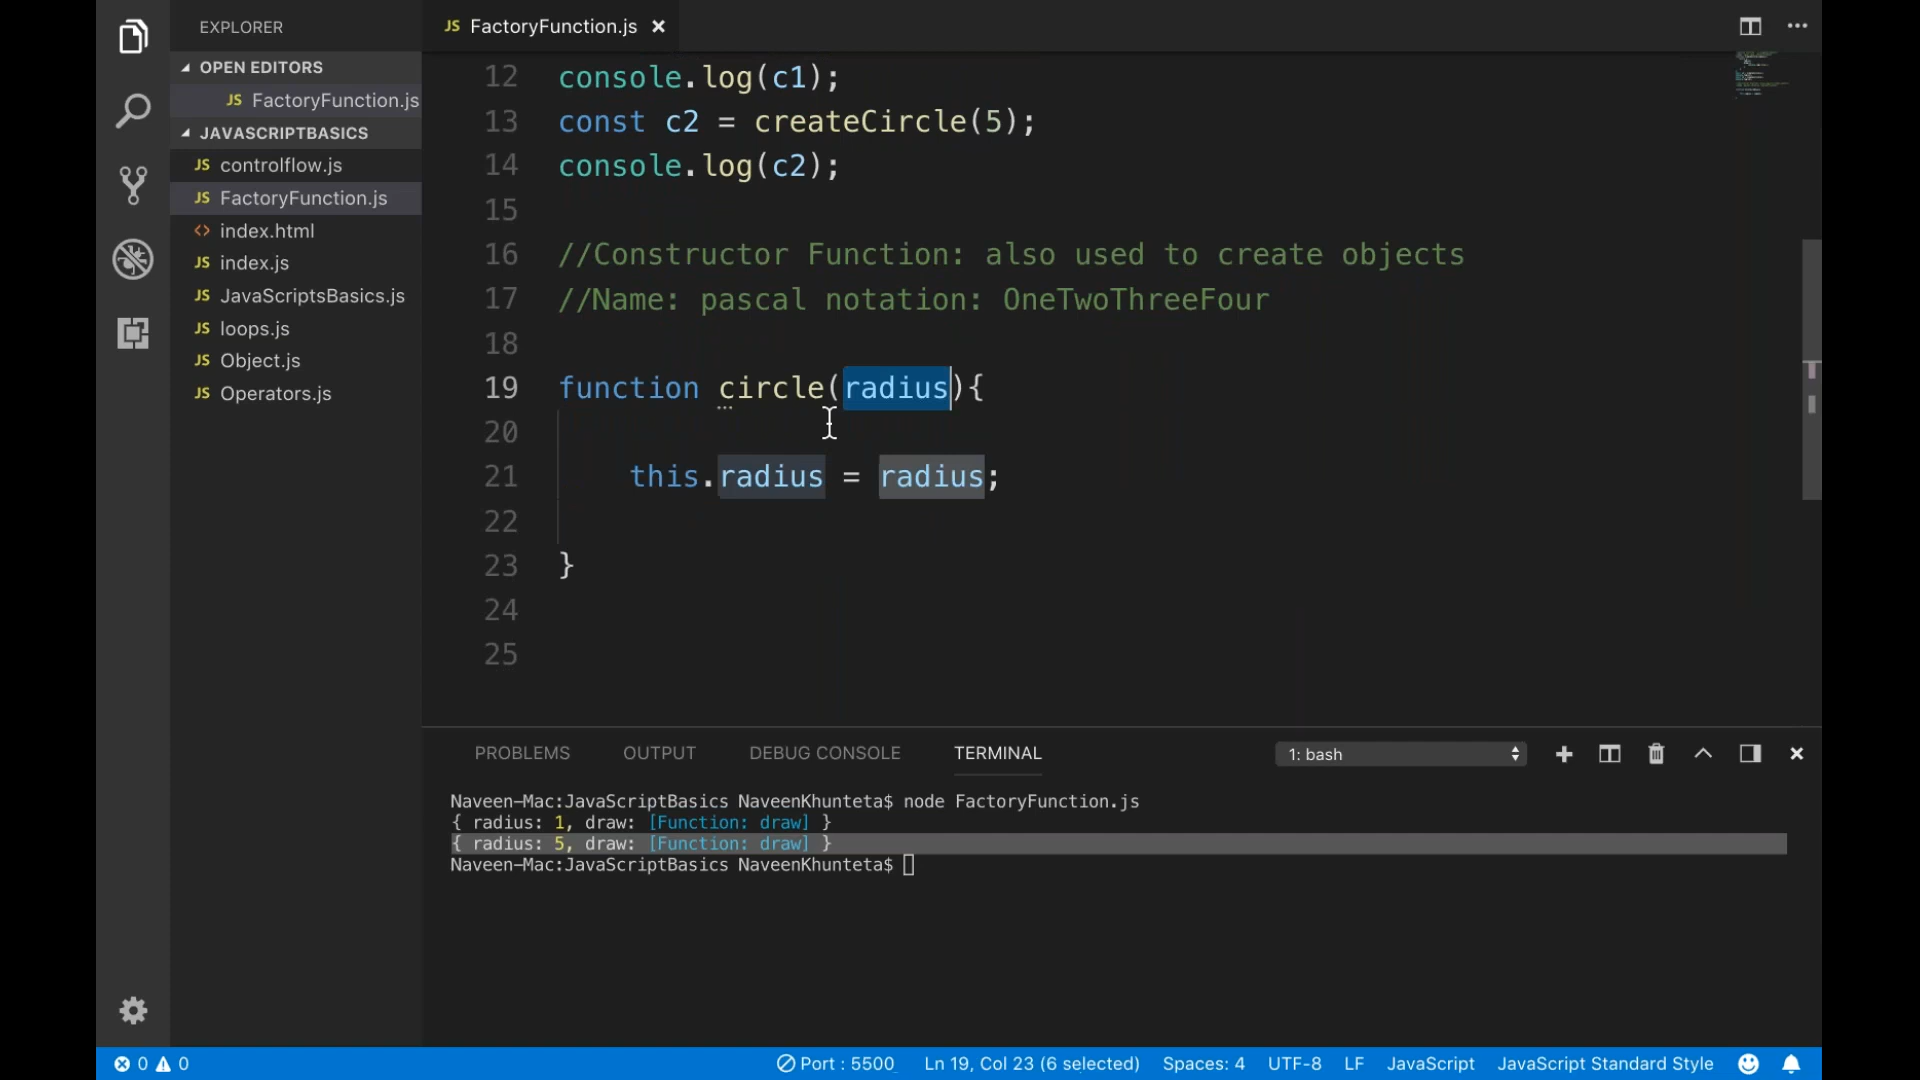 EXPLORER
OPEN EDITORS
JS FactoryFunction.js
JAVASCRIPTBASICS
JS controlflow.js
JS FactoryFunction.js
<> index.html
JS index.js
JS JavaScriptsBasics.js
JS loops.js
JS Object.js
JS Operators.js
JS FactoryFunction.js
12 console.log(c1);
13 const c2 = createCircle(5);
14 console.log(c2);
15
16 //Constructor Function: also used to create objects
17 //Name: pascal notation: OneTwoThreeFour
18
19 function circle(radius){
20
21 this.radius = radius;
22
23 }
24
25
PROBLEMS OUTPUT DEBUG CONSOLE TERMINAL 1: bash
Naveen-Mac:JavaScriptBasics NaveenKhunteta$ node FactoryFunction.js
{ radius: 1, draw: [Function: draw] }
{ radius: 5, draw: [Function: draw] }
Naveen-Mac:JavaScriptBasics NaveenKhunteta$
0 0 Port : 5500 Ln 19, Col 23 (6 selected) Spaces: 4 UTF-8 LF JavaScript JavaScript Standard Style